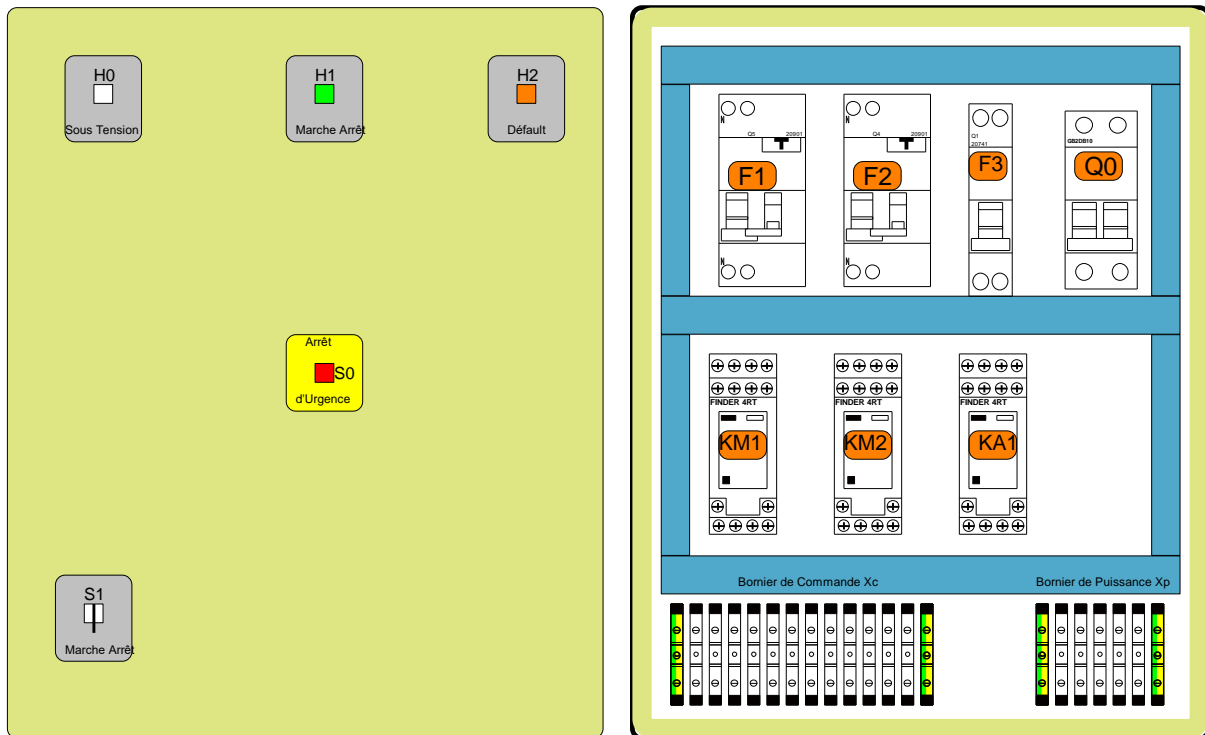 H0
Sous Tension
H1
Marche Arrêt
H2
Défault
Arrêt
S0
d'Urgence
S1
Marche Arrêt
N
Q5 20901
F1
N
N
Q4 20901
F2
N
Q1
20741
F3
GB2DB10
Q0
FINDER 4RT
KM1
FINDER 4RT
KM2
FINDER 4RT
KA1
Bornier de Commande Xc
Bornier de Puissance Xp